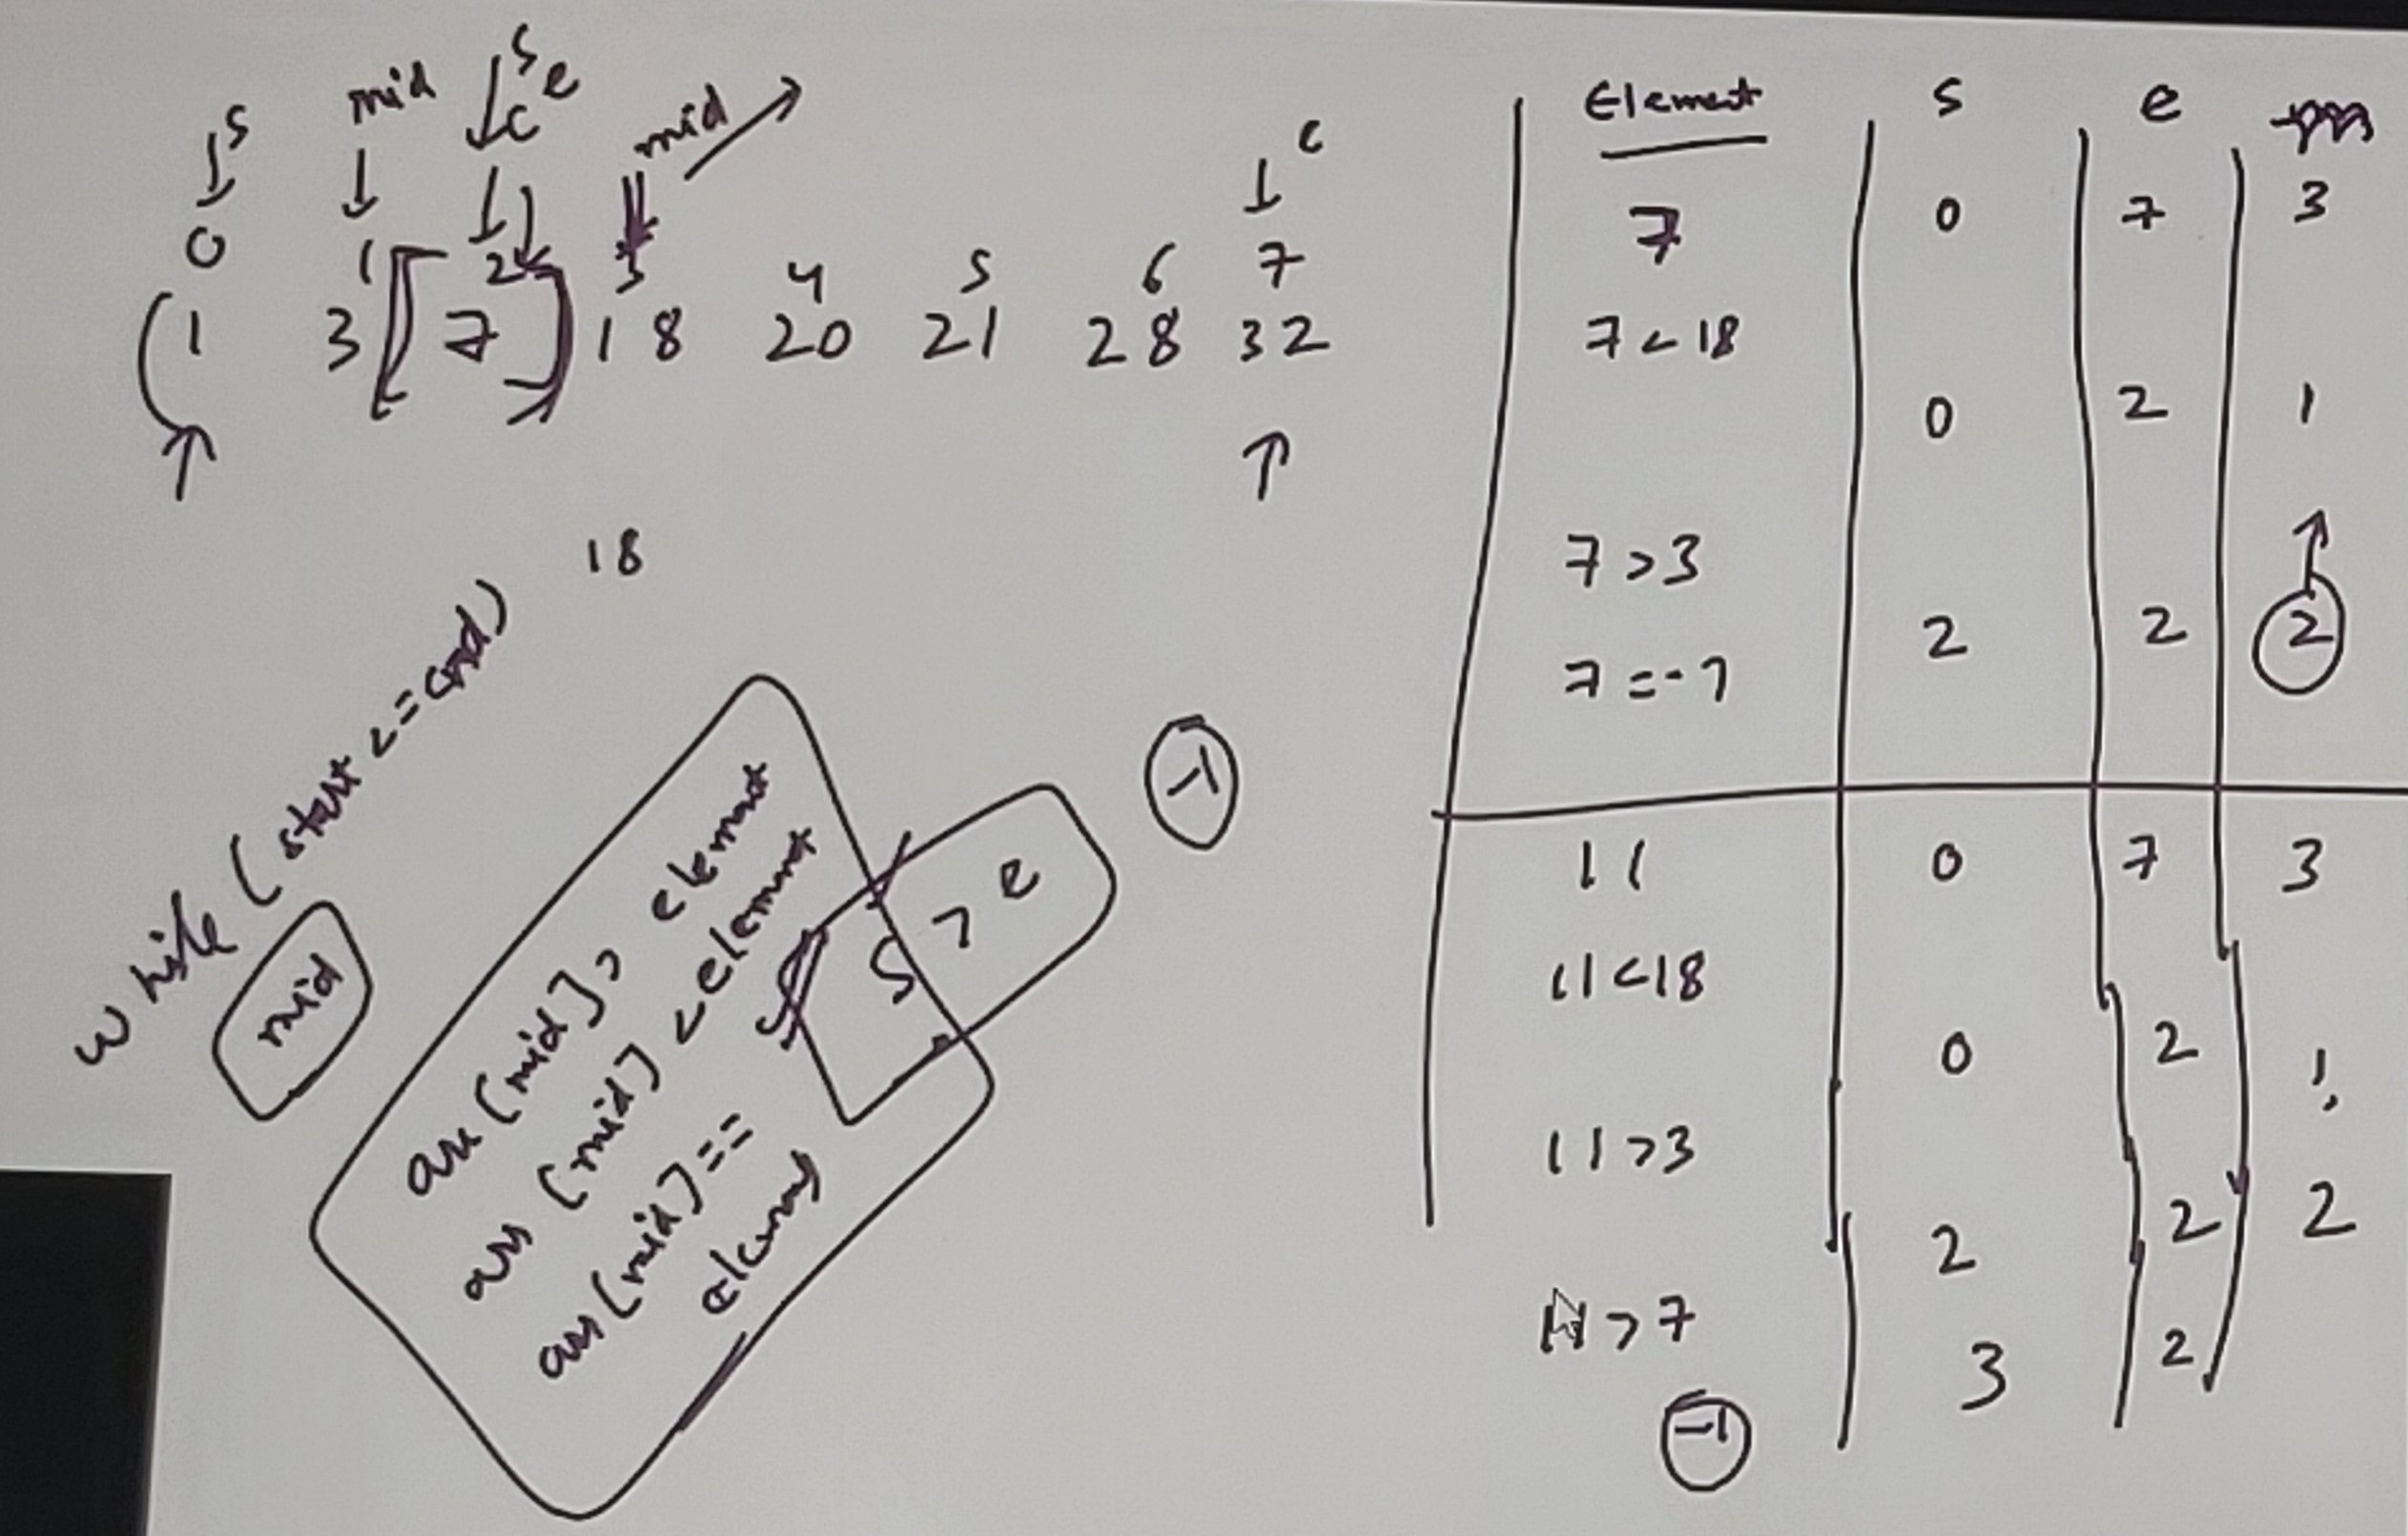 s mid s e mid e
c
0 1 2 3 4 5 6 7
1 3 7 18 20 21 28 32
18
while (start <= end)
mid
arr[mid] > element
arr[mid] < element
arr[mid] ==
element
s > e
-1
Element s e m
7 0 7 3
7 < 18
0 2 1
7 > 3
2 2 2
7 == 7
11 0 7 3
11 < 18
0 2 1
11 > 3
2 2 2
11 > 7
3 2
-1